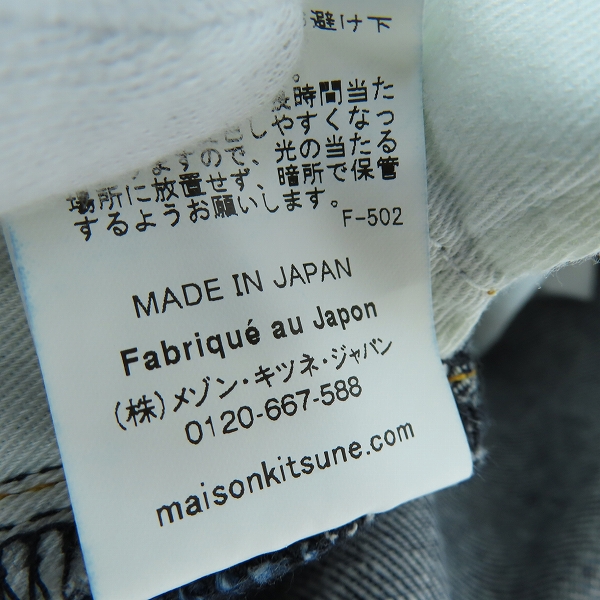 避け下
。
時間当た
しやすくなっ
ますので、光の当たる
場所に放置せず、暗所で保管
するようお願いします。
F-502
MADE IN JAPAN
Fabriqué au Japon
(株)メゾン・キツネ・ジャパン
0120-667-588
maisonkitsune.com